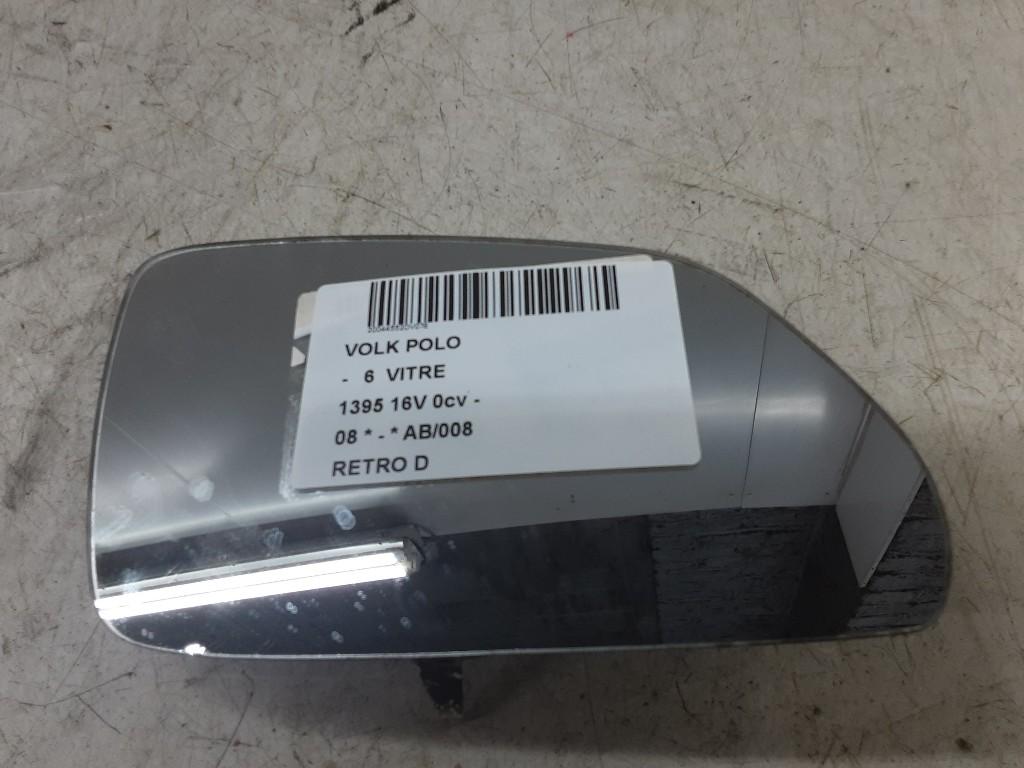 VOLK POLO
- 6 VITRE
1395 16V 0cv -
08 * - * AB/008
RETRO D